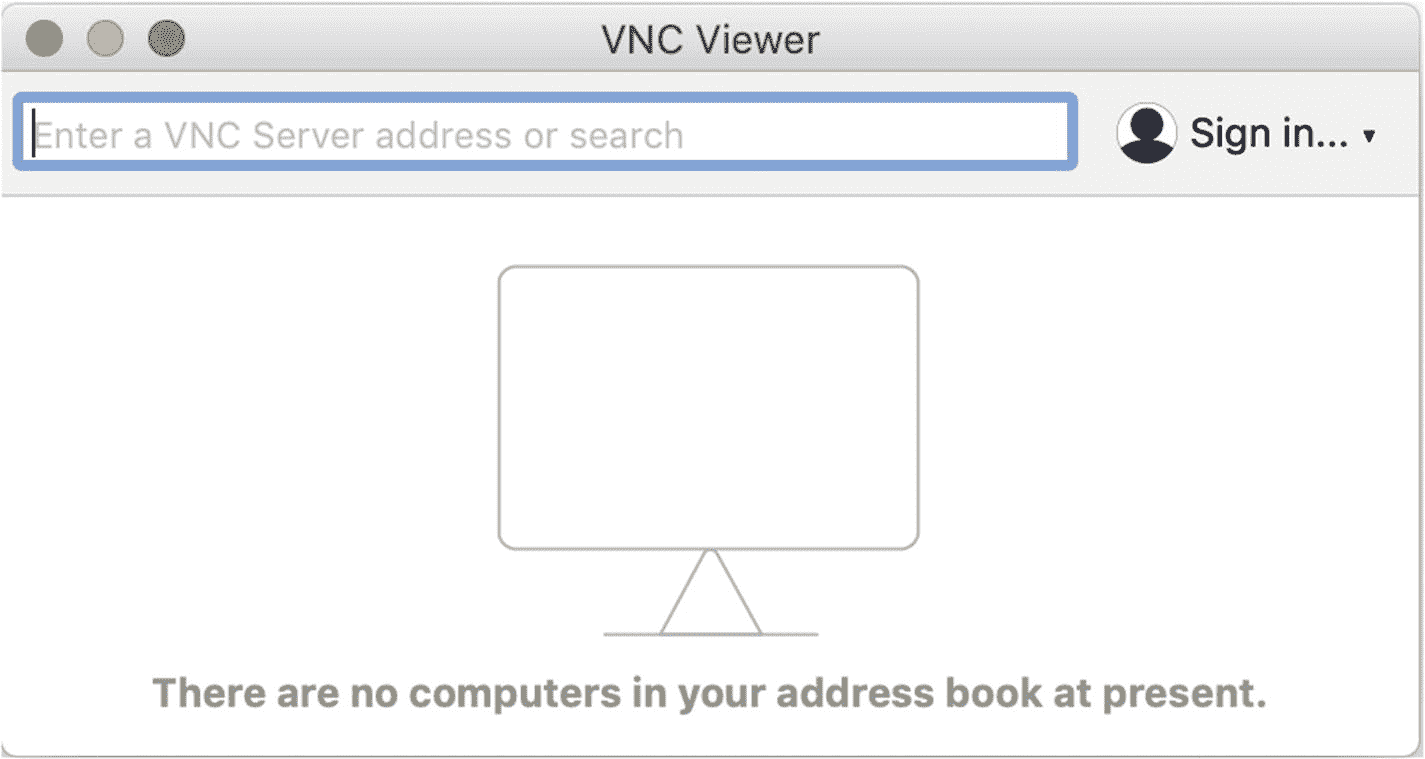 VNC Viewer
Enter a VNC Server address or search
Sign in...
There are no computers in your address book at present.